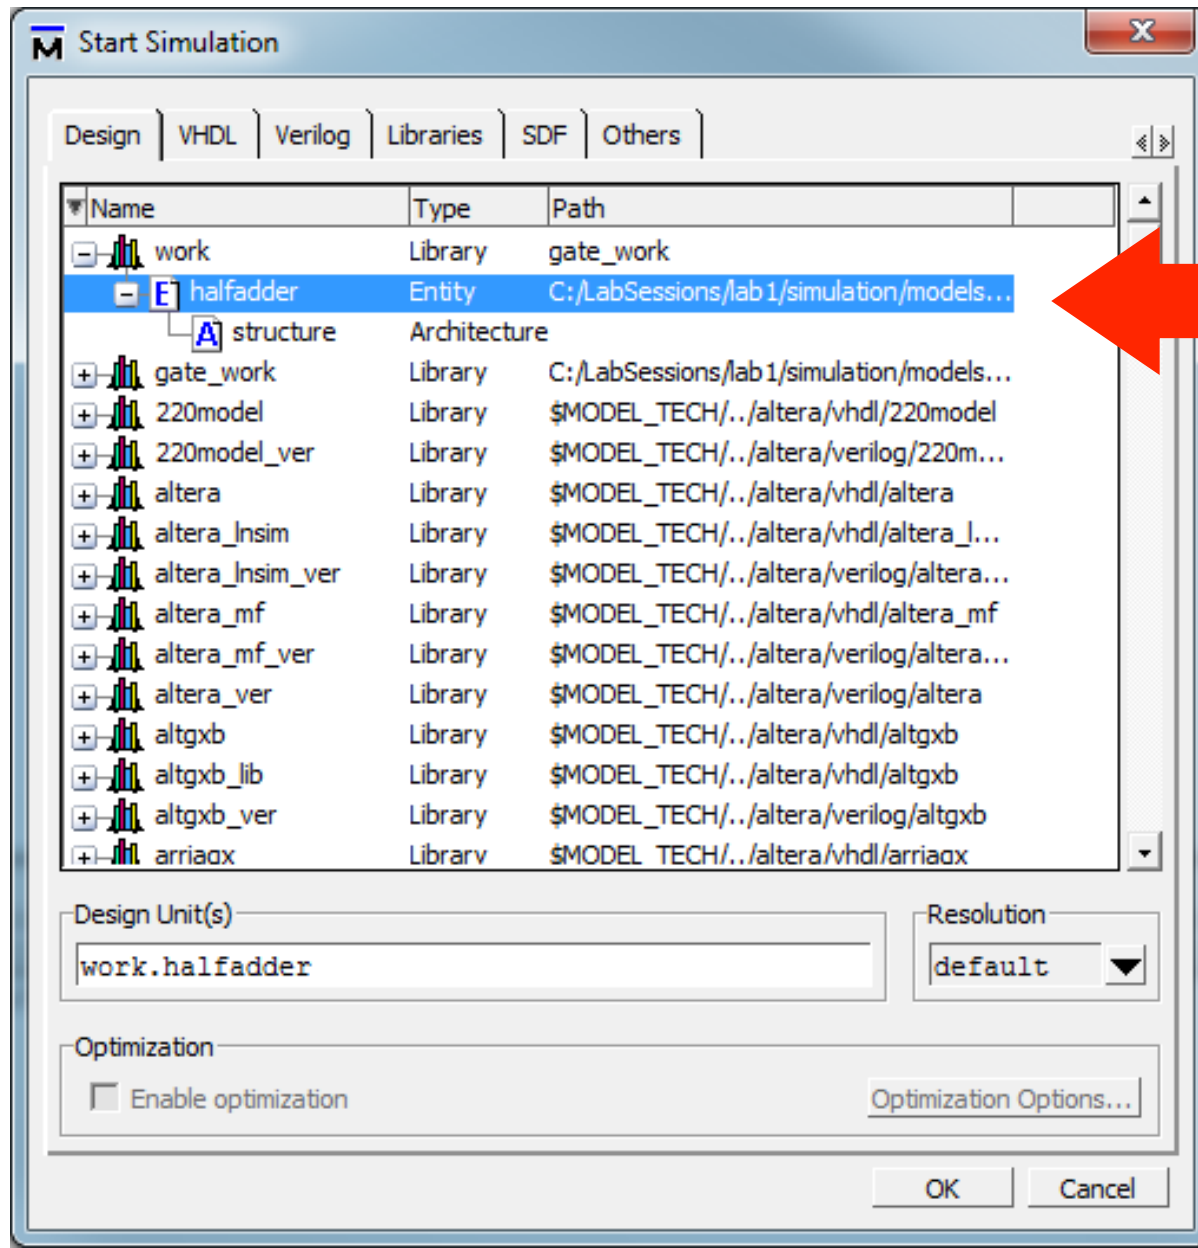 Start Simulation
Design VHDL Verilog Libraries SDF Others
Name Type Path
work Library gate_work
halfadder Entity C:/LabSessions/lab1/simulation/models...
structure Architecture
gate_work Library C:/LabSessions/lab1/simulation/models...
220model Library $MODEL_TECH/../altera/vhdl/220model
220model_ver Library $MODEL_TECH/../altera/verilog/220m...
altera Library $MODEL_TECH/../altera/vhdl/altera
altera_lnsim Library $MODEL_TECH/../altera/vhdl/altera_l...
altera_lnsim_ver Library $MODEL_TECH/../altera/verilog/altera...
altera_mf Library $MODEL_TECH/../altera/vhdl/altera_mf
altera_mf_ver Library $MODEL_TECH/../altera/verilog/altera...
altera_ver Library $MODEL_TECH/../altera/verilog/altera
altgxb Library $MODEL_TECH/../altera/vhdl/altgxb
altgxb_lib Library $MODEL_TECH/../altera/vhdl/altgxb
altgxb_ver Library $MODEL_TECH/../altera/verilog/altgxb
arriagx Library $MODEL_TECH/../altera/vhdl/arriagx
Design Unit(s) Resolution
work.halfadder default
Optimization
Enable optimization Optimization Options...
OK Cancel